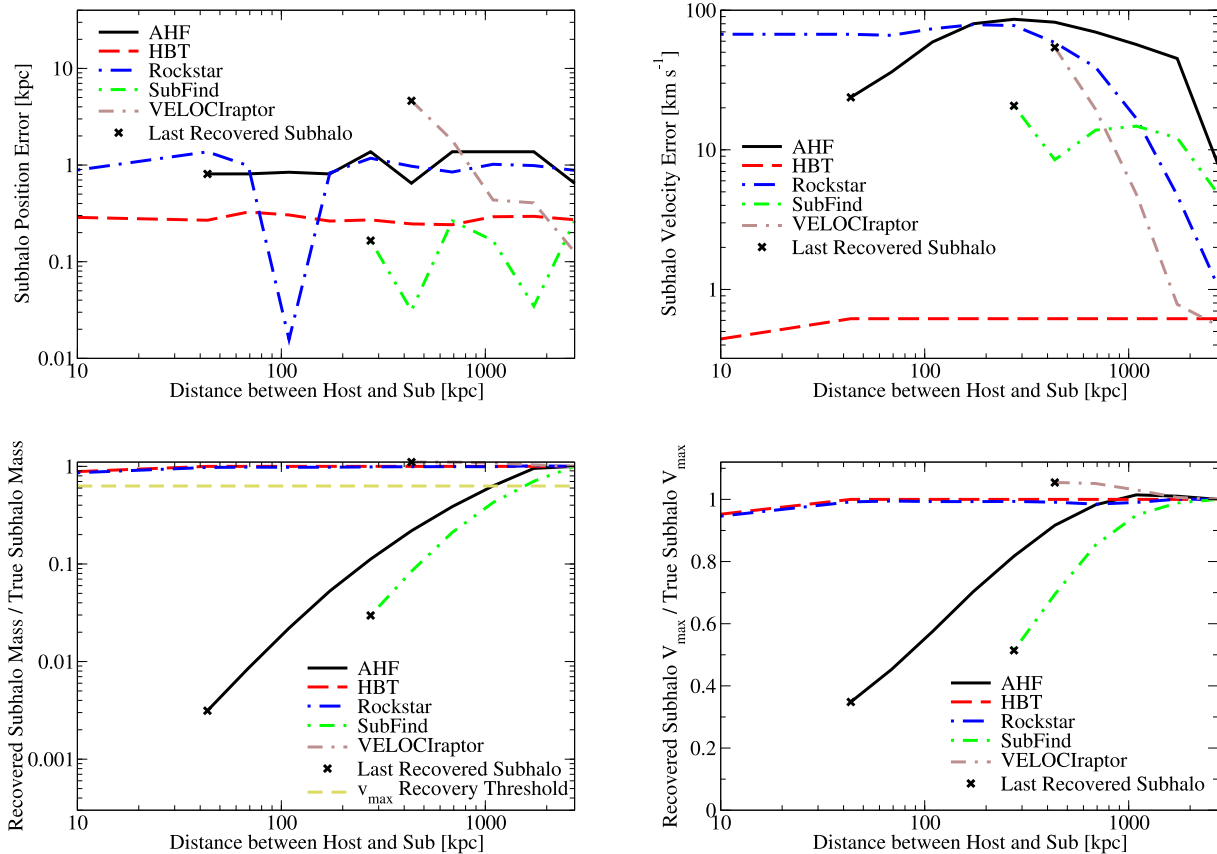 Subhalo Position Error [kpc]
10
1
0.1
0.01
AHF
HBT
Rockstar
SubFind
VELOCIraptor
Last Recovered Subhalo
10
100
1000
Distance between Host and Sub [kpc]
Subhalo Velocity Error [km s⁻¹]
100
10
1
AHF
HBT
Rockstar
SubFind
VELOCIraptor
Last Recovered Subhalo
10
100
1000
Distance between Host and Sub [kpc]
Recovered Subhalo Mass / True Subhalo Mass
1
0.1
0.01
0.001
AHF
HBT
Rockstar
SubFind
VELOCIraptor
Last Recovered Subhalo
v_max Recovery Threshold
10
100
1000
Distance between Host and Sub [kpc]
Recovered Subhalo V_max / True Subhalo V_max
1
0.8
0.6
0.4
0.2
0
AHF
HBT
Rockstar
SubFind
VELOCIraptor
Last Recovered Subhalo
10
100
1000
Distance between Host and Sub [kpc]